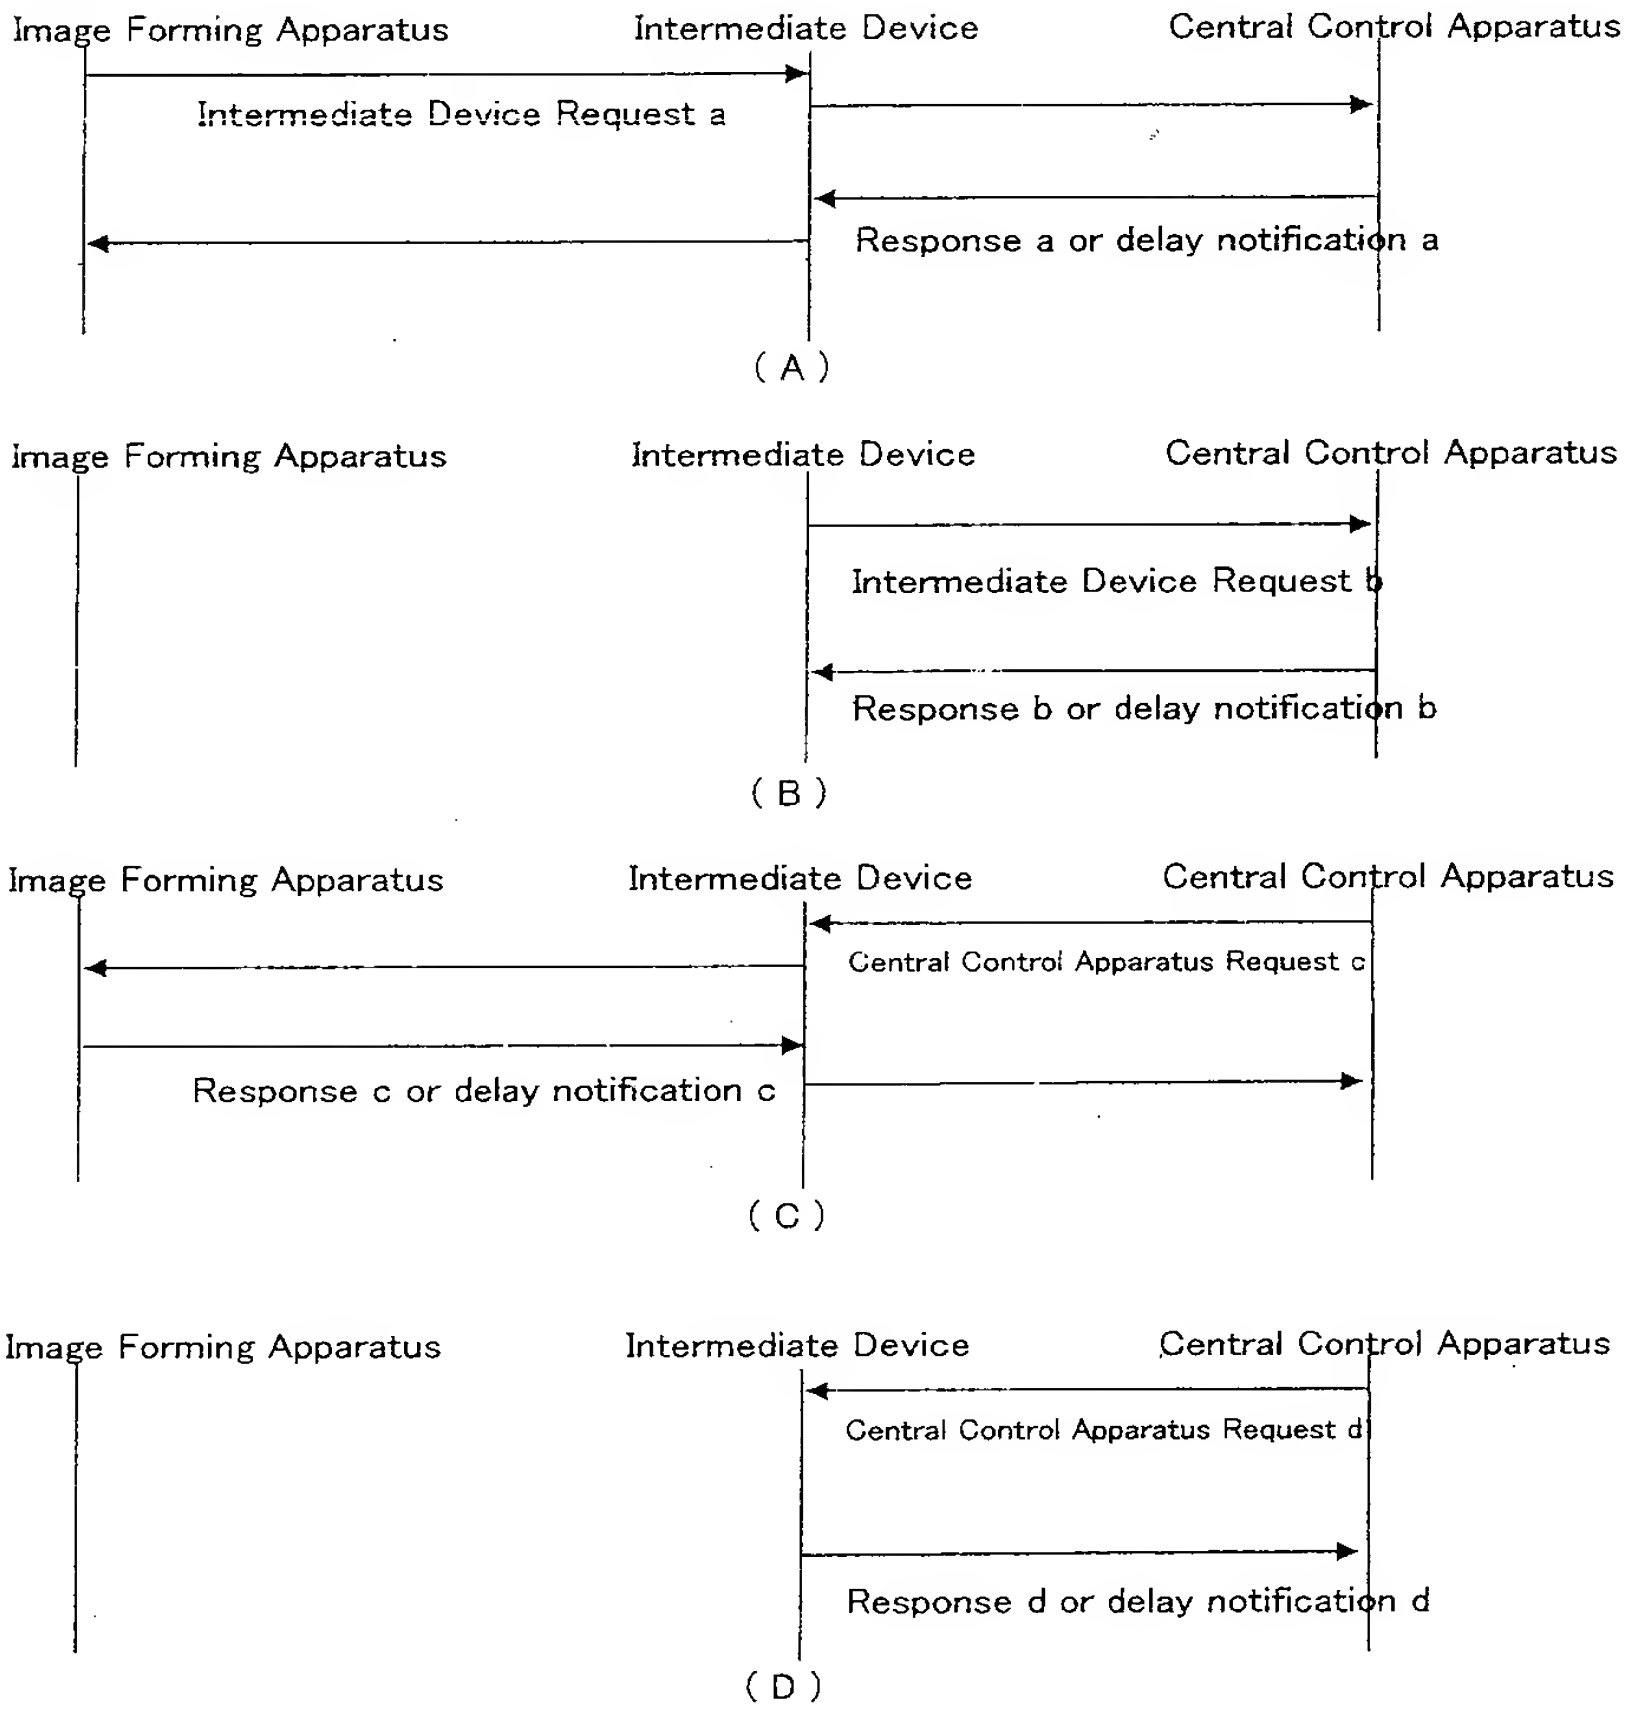 Image Forming Apparatus Intermediate Device Central Control Apparatus
Intermediate Device Request a
Response a or delay notification a
( A )
Image Forming Apparatus Intermediate Device Central Control Apparatus
Intermediate Device Request b
Response b or delay notification b
( B )
Image Forming Apparatus Intermediate Device Central Control Apparatus
Central Control Apparatus Request c
Response c or delay notification c
( C )
Image Forming Apparatus Intermediate Device Central Control Apparatus
Central Control Apparatus Request d
Response d or delay notification d
( D )